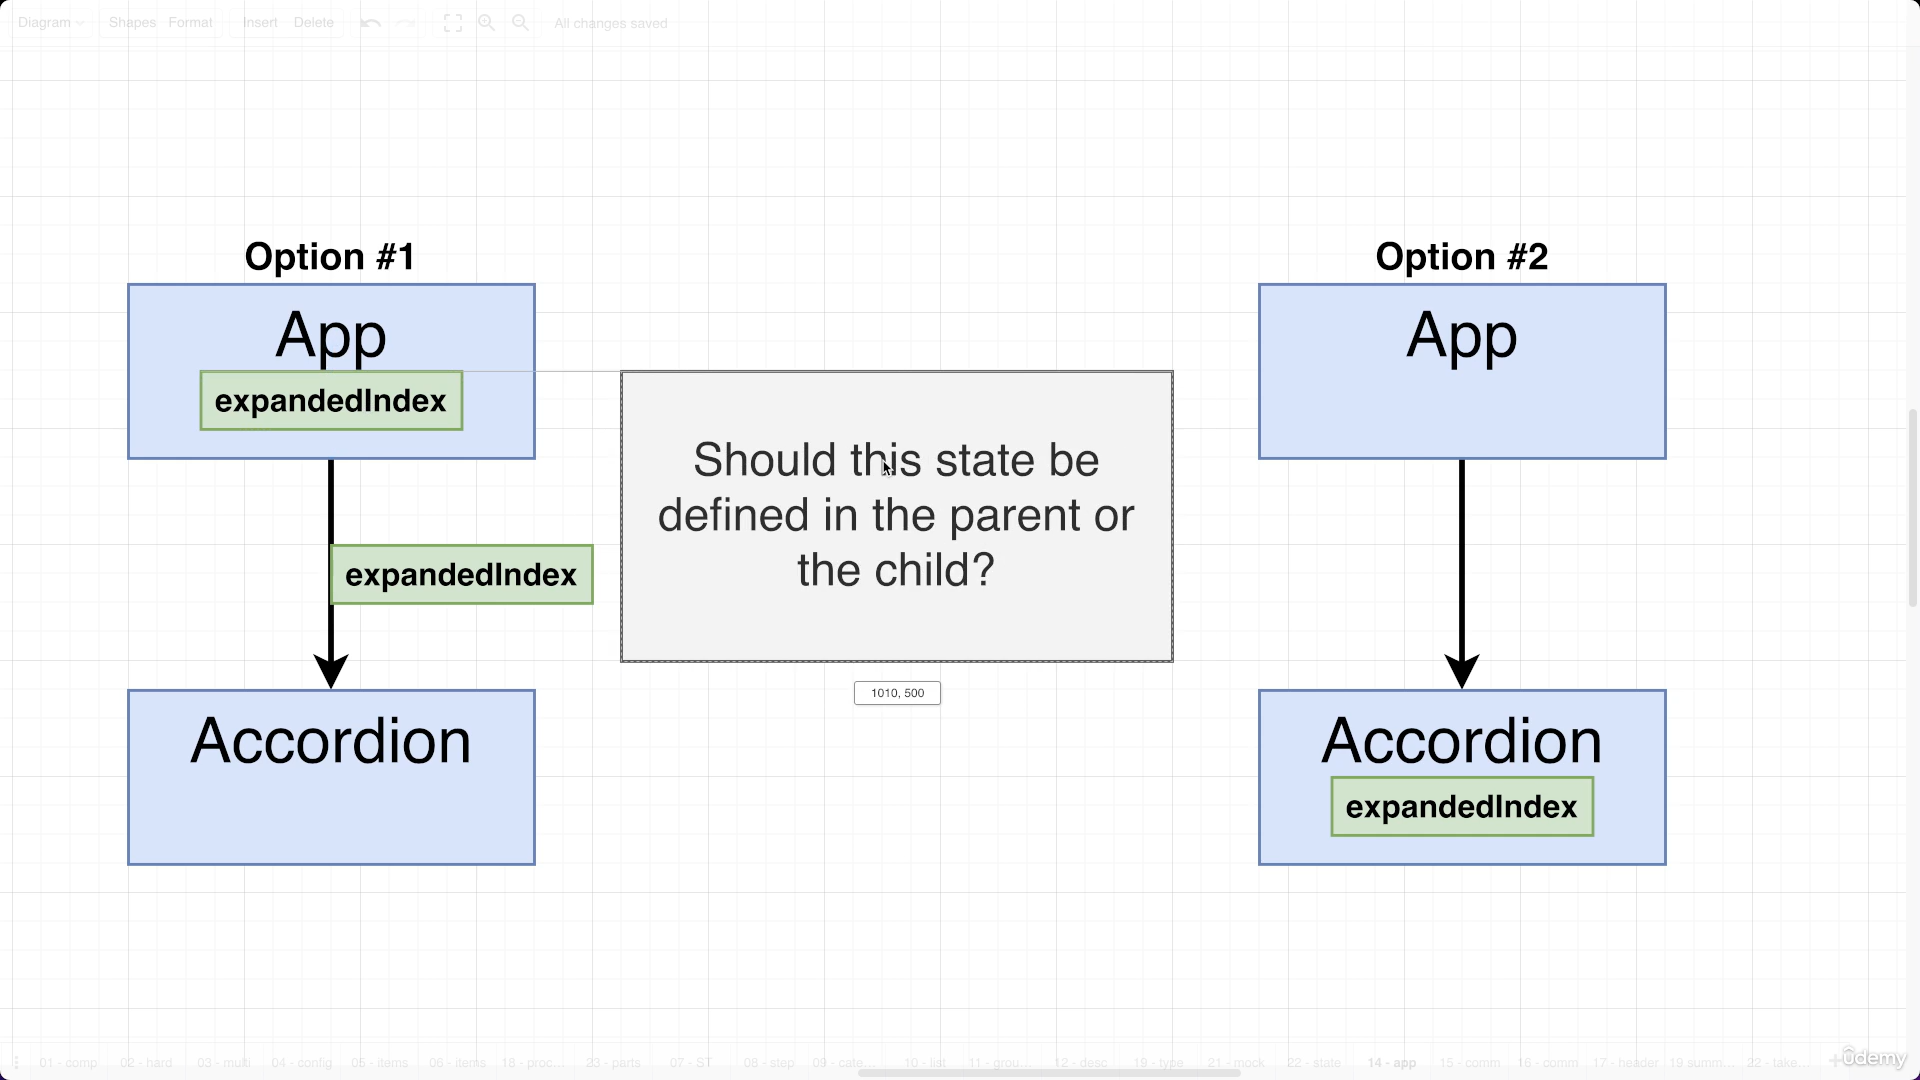 Diagram Shapes Format Insert Delete All changes saved
Option #1
App
expandedIndex
expandedIndex
Accordion
Should this state be
defined in the parent or
the child?
1010, 500
Option #2
App
Accordion
expandedIndex
01 - comp 02 - hard 03 - multi 04 - config 05 - items 06 - items 18 - proc... 23 - parts 07 - ST 08 - step 09 - cate... 10 - list 11 - grou... 12 - desc 19 - type 21 - mock 22 - state 14 - app 15 - comm 16 - comm 17 - header 19 summ... 22 - take...
ûdemy